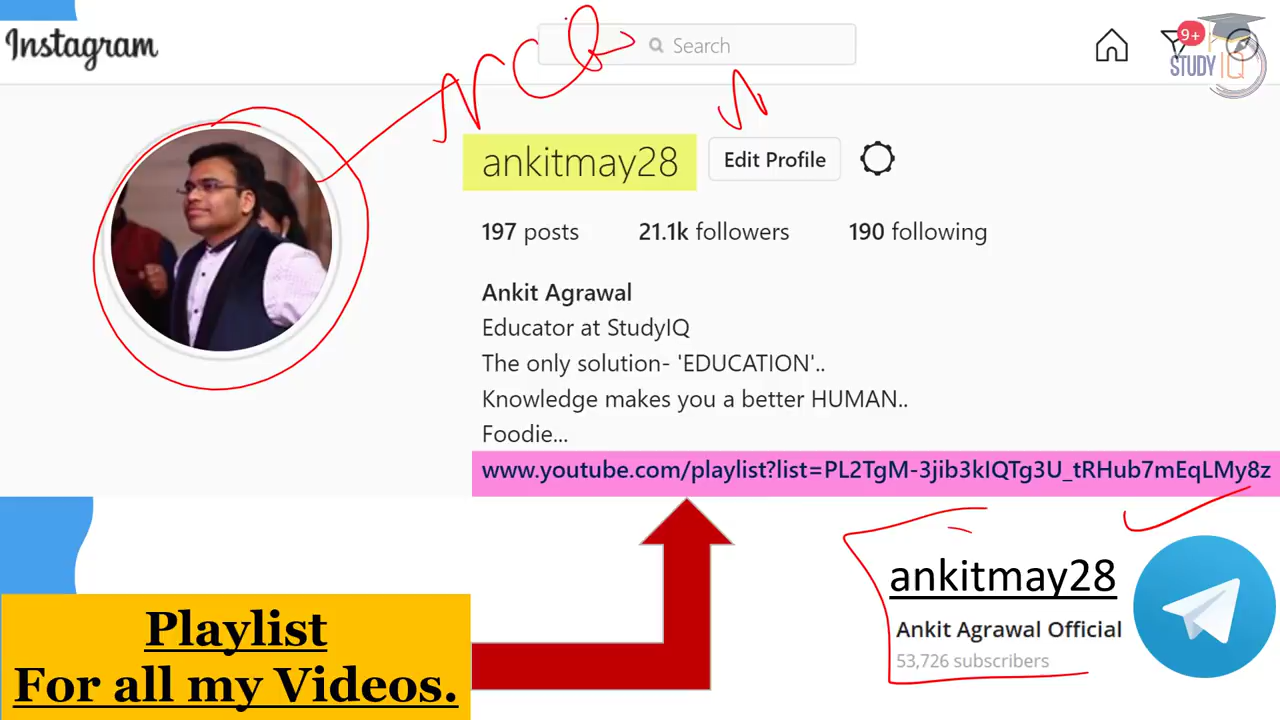 Instagram
Search
9+
STUDY IQ
ankitmay28
Edit Profile
197 posts 21.1k followers 190 following
Ankit Agrawal
Educator at StudyIQ
The only solution- 'EDUCATION'..
Knowledge makes you a better HUMAN..
Foodie...
www.youtube.com/playlist?list=PL2TgM-3jib3kIQTg3U_tRHub7mEqLMy8z
ankitmay28
Ankit Agrawal Official
53,726 subscribers
Playlist
For all my Videos.